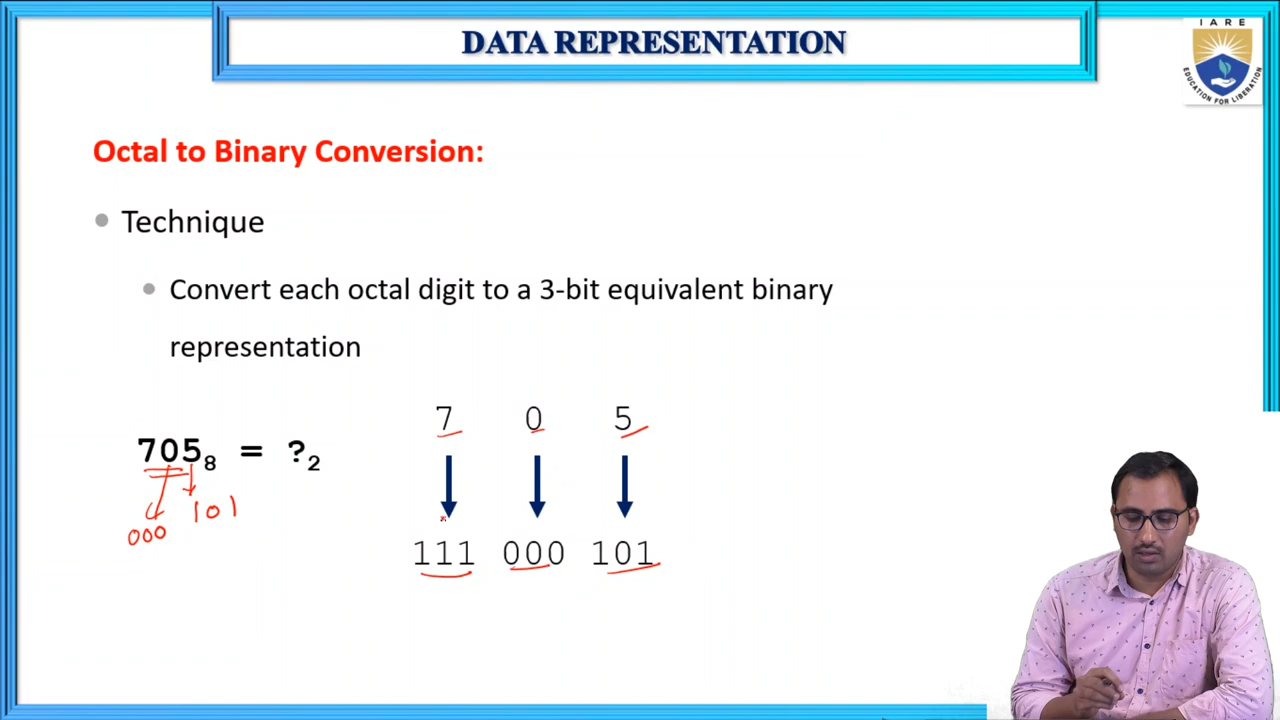 DATA REPRESENTATION
IARE
EDUCATION FOR LIBERATION
Octal to Binary Conversion:
Technique
Convert each octal digit to a 3-bit equivalent binary
representation
7 0 5
705₈ = ?₂
101
000
111 000 101